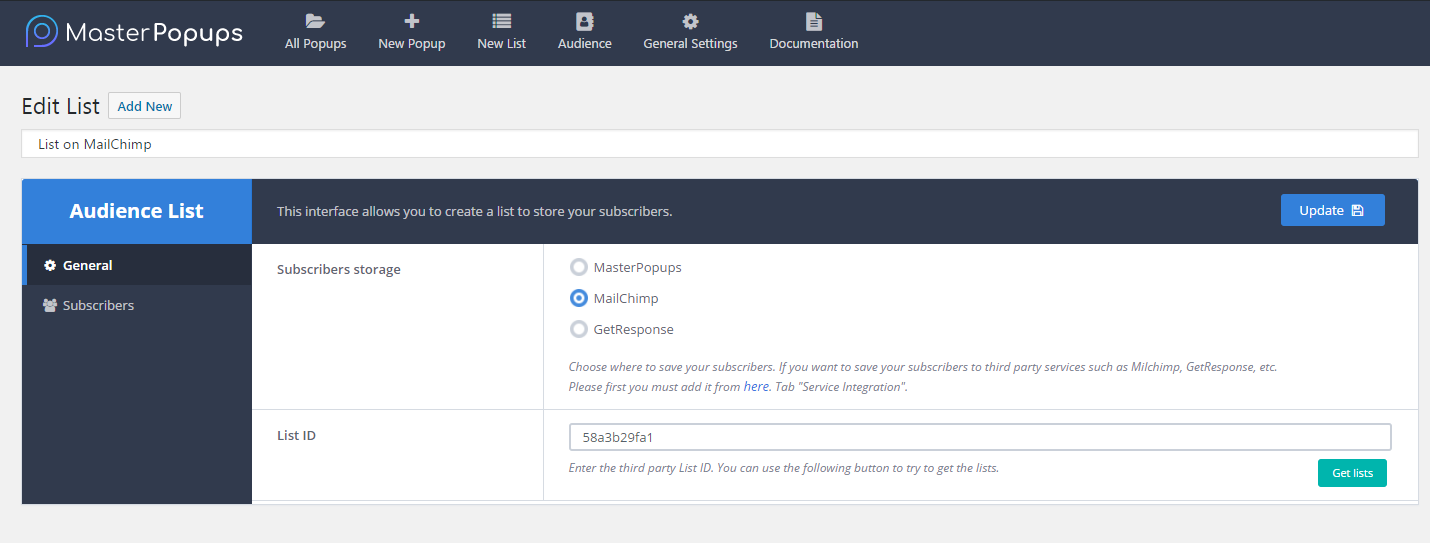 MasterPopups
All Popups
New Popup
New List
Audience
General Settings
Documentation
Edit List
Add New
List on MailChimp
Audience List
This interface allows you to create a list to store your subscribers.
Update
General
Subscribers
Subscribers storage
MasterPopups
MailChimp
GetResponse
Choose where to save your subscribers. If you want to save your subscribers to third party services such as Milchimp, GetResponse, etc.
Please first you must add it from here. Tab "Service Integration".
List ID
58a3b29fa1
Enter the third party List ID. You can use the following button to try to get the lists.
Get lists